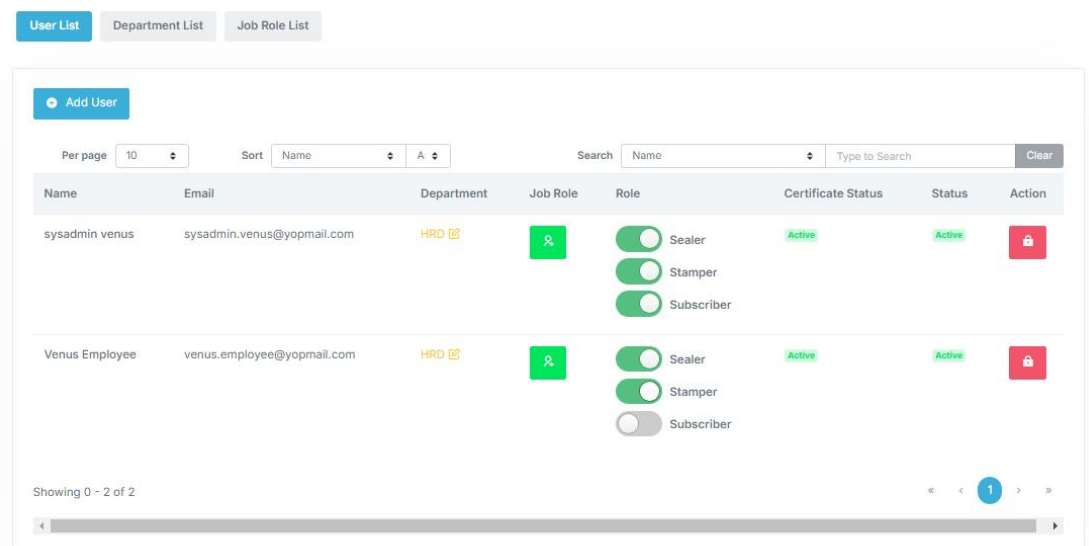 User List Department List Job Role List
Add User
Per page 10 Sort Name A Search Name Type to Search Clear
Name Email Department Job Role Role Certificate Status Status Action
sysadmin venus sysadmin.venus@yopmail.com HRD Sealer Active Active
Stamper
Subscriber
Venus Employee venus.employee@yopmail.com HRD Sealer Active Active
Stamper
Subscriber
Showing 0 - 2 of 2 « ‹ 1 › »